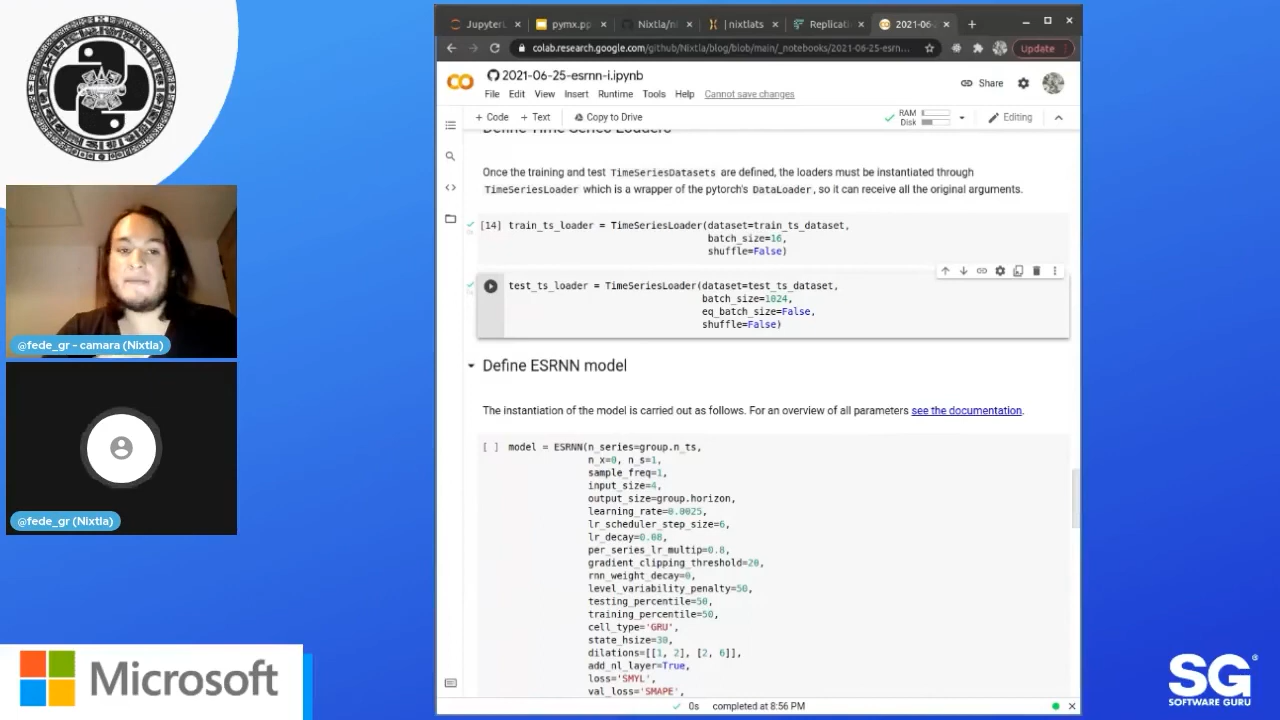 JupyterL
pymx.pp
Nixtla/ni
| nixtlats
Replicati
2021-06-
colab.research.google.com/github/Nixtla/blog/blob/main/_notebooks/2021-06-25-esrn...
Update
2021-06-25-esrnn-i.ipynb
Share
File Edit View Insert Runtime Tools Help Cannot save changes
+ Code + Text Copy to Drive
RAM
Disk
Editing
Define Time Series Loaders
Once the training and test TimeSeriesDatasets are defined, the loaders must be instantiated through
TimeSeriesLoader which is a wrapper of the pytorch's DataLoader, so it can receive all the original arguments.
[14] train_ts_loader = TimeSeriesLoader(dataset=train_ts_dataset,
batch_size=16,
shuffle=False)
test_ts_loader = TimeSeriesLoader(dataset=test_ts_dataset,
batch_size=1024,
eq_batch_size=False,
shuffle=False)
Define ESRNN model
The instantiation of the model is carried out as follows. For an overview of all parameters see the documentation.
[ ] model = ESRNN(n_series=group.n_ts,
n_x=0, n_s=1,
sample_freq=1,
input_size=4,
output_size=group.horizon,
learning_rate=0.0025,
lr_scheduler_step_size=6,
lr_decay=0.08,
per_series_lr_multip=0.8,
gradient_clipping_threshold=20,
rnn_weight_decay=0,
level_variability_penalty=50,
testing_percentile=50,
training_percentile=50,
cell_type='GRU',
state_hsize=30,
dilations=[[1, 2], [2, 6]],
add_nl_layer=True,
loss='SMYL',
val_loss='SMAPE',
0s completed at 8:56 PM
@fede_gr - camara (Nixtla)
@fede_gr (Nixtla)
Microsoft
SG
SOFTWARE GURU